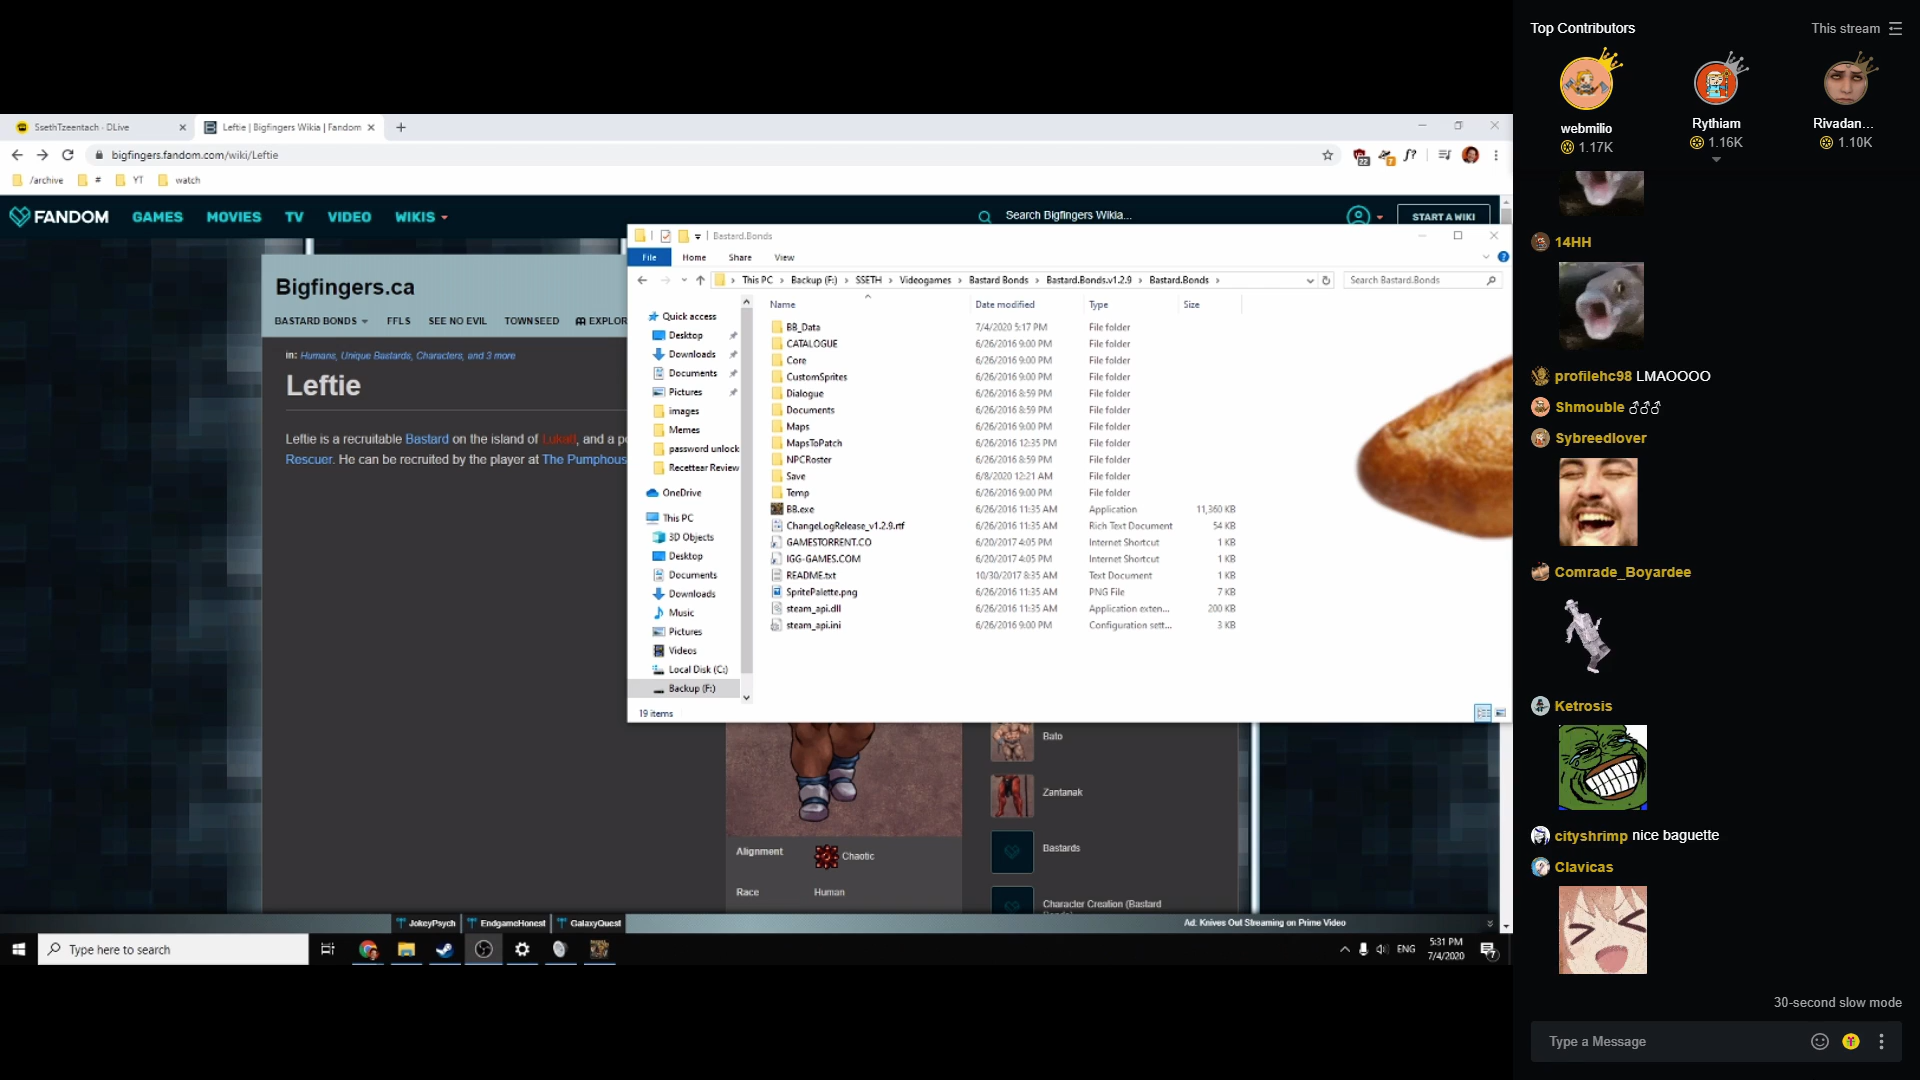 SsethTzeentach - DLive
Leftie | Bigfingers Wikia | Fandom
bigfingers.fandom.com/wiki/Leftie
22
7
/archive
#
YT
watch
FANDOM
GAMES
MOVIES
TV
VIDEO
WIKIS
Search Bigfingers Wikia...
START A WIKI
Bigfingers.ca
BASTARD BONDS
FFLS
SEE NO EVIL
TOWNSEED
EXPLOR
in: Humans, Unique Bastards, Characters, and 3 more
Leftie
Leftie is a recruitable Bastard on the island of Lukall, and a p
Rescuer. He can be recruited by the player at The Pumphous
Bastard.Bonds
File
Home
Share
View
This PC > Backup (F:) > SSETH > Videogames > Bastard Bonds > Bastard.Bonds.v1.2.9 > Bastard.Bonds >
Search Bastard.Bonds
Quick access
Desktop
Downloads
Documents
Pictures
images
Memes
password unlock
Recettear Review
OneDrive
This PC
3D Objects
Desktop
Documents
Downloads
Music
Pictures
Videos
Local Disk (C:)
Backup (F:)
19 items
Name Date modified Type Size
BB_Data 7/4/2020 5:17 PM File folder
CATALOGUE 6/26/2016 9:00 PM File folder
Core 6/26/2016 9:00 PM File folder
CustomSprites 6/26/2016 9:00 PM File folder
Dialogue 6/26/2016 8:59 PM File folder
Documents 6/26/2016 8:59 PM File folder
Maps 6/26/2016 9:00 PM File folder
MapsToPatch 6/26/2016 12:35 PM File folder
NPCRoster 6/26/2016 8:59 PM File folder
Save 6/8/2020 12:21 AM File folder
Temp 6/26/2016 9:00 PM File folder
BB.exe 6/26/2016 11:35 AM Application 11,360 KB
ChangeLogRelease_v1.2.9.rtf 6/26/2016 11:35 AM Rich Text Document 54 KB
GAMESTORRENT.CO 6/20/2017 4:05 PM Internet Shortcut 1 KB
IGG-GAMES.COM 6/20/2017 4:05 PM Internet Shortcut 1 KB
README.txt 10/30/2017 8:35 AM Text Document 1 KB
SpritePalette.png 6/26/2016 11:35 AM PNG File 7 KB
steam_api.dll 6/26/2016 11:35 AM Application exten... 200 KB
steam_api.ini 6/26/2016 9:00 PM Configuration sett... 3 KB
Bato
Zantanak
Bastards
Character Creation (Bastard
Alignment
Chaotic
Race
Human
JokeyPsych
EndgameHonest
GalaxyQuest
Ad: Knives Out Streaming on Prime Video
Type here to search
ENG
5:31 PM
7/4/2020
7
Top Contributors
This stream
webmilio
1.17K
Rythiam
1.16K
Rivadan...
1.10K
14HH
profilehc98 LMAOOOO
Shmouble ♂♂♂
Sybreedlover
Comrade_Boyardee
Ketrosis
cityshrimp nice baguette
Clavicas
30-second slow mode
Type a Message